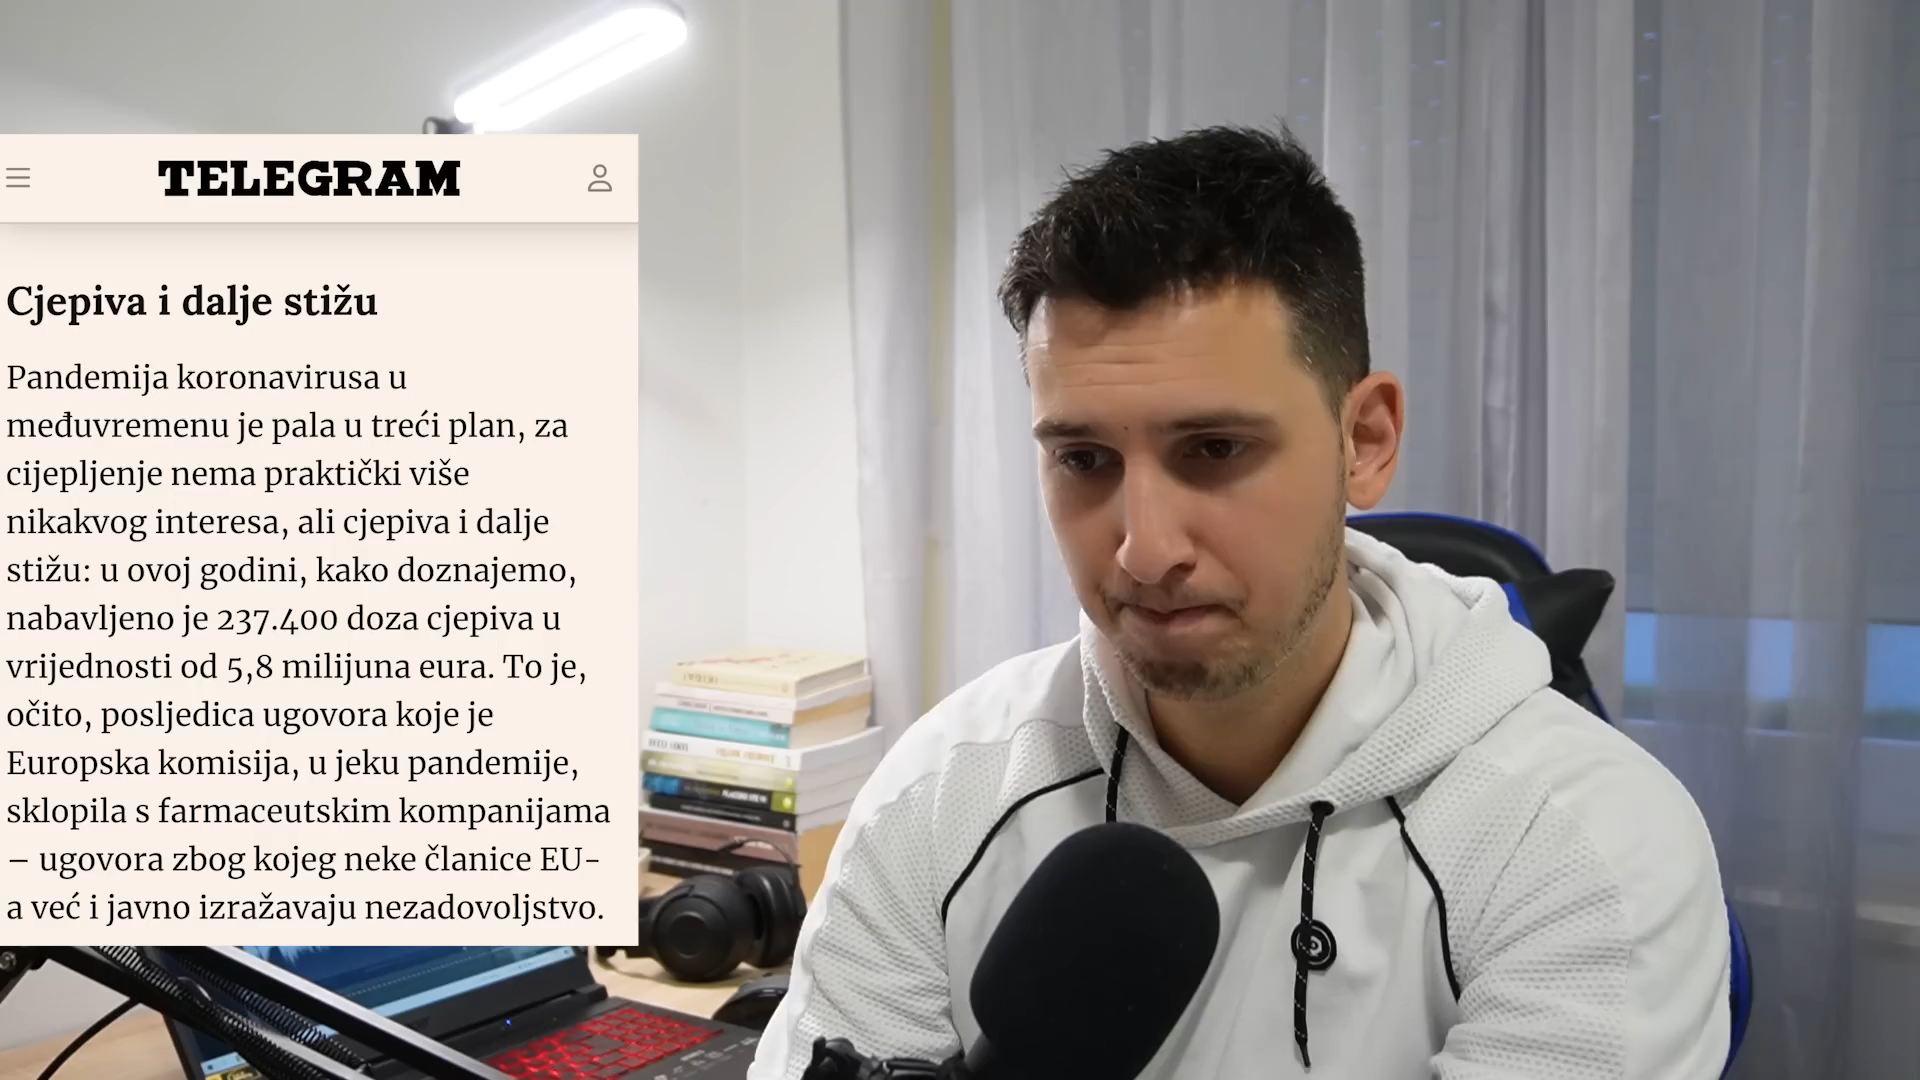 TELEGRAM
Cjepiva i dalje stižu
Pandemija koronavirusa u
međuvremenu je pala u treći plan, za
cijepljenje nema praktički više
nikakvog interesa, ali cjepiva i dalje
stižu: u ovoj godini, kako doznajemo,
nabavljeno je 237.400 doza cjepiva u
vrijednosti od 5,8 milijuna eura. To je,
očito, posljedica ugovora koje je
Europska komisija, u jeku pandemije,
sklopila s farmaceutskim kompanijama
– ugovora zbog kojeg neke članice EU-
a već i javno izražavaju nezadovoljstvo.